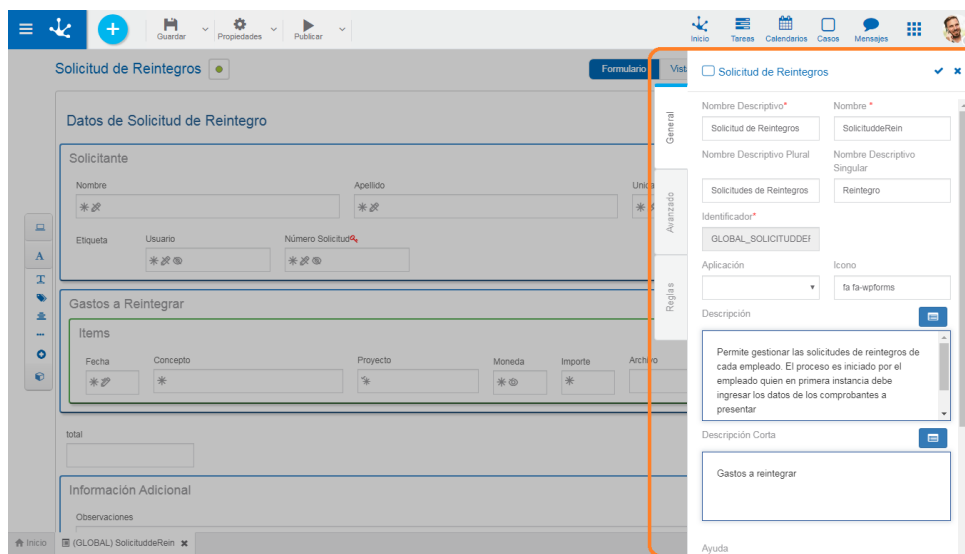 Guardar
Propiedades
Publicar
Inicio
Tareas
Calendarios
Casos
Mensajes
Solicitud de Reintegros
Formulario
Solicitud de Reintegros
Datos de Solicitud de Reintegro
Solicitante
Nombre
Apellido
Etiqueta
Usuario
Número Solicitud
Gastos a Reintegrar
Items
Fecha
Concepto
Proyecto
Moneda
Importe
Archivo
total
Información Adicional
Observaciones
General
Avanzado
Reglas
Nombre Descriptivo*
Nombre *
Solicitud de Reintegros
SolicituddeRein
Nombre Descriptivo Plural
Nombre Descriptivo
Singular
Solicitudes de Reintegros
Reintegro
Identificador*
GLOBAL_SOLICITUDDEF
Aplicación
Icono
fa fa-wpforms
Descripción
Permite gestionar las solicitudes de reintegros de
cada empleado. El proceso es iniciado por el
empleado quien en primera instancia debe
ingresar los datos de los comprobantes a
presentar
Descripción Corta
Gastos a reintegrar
Ayuda
Inicio
(GLOBAL) SolicituddeRein